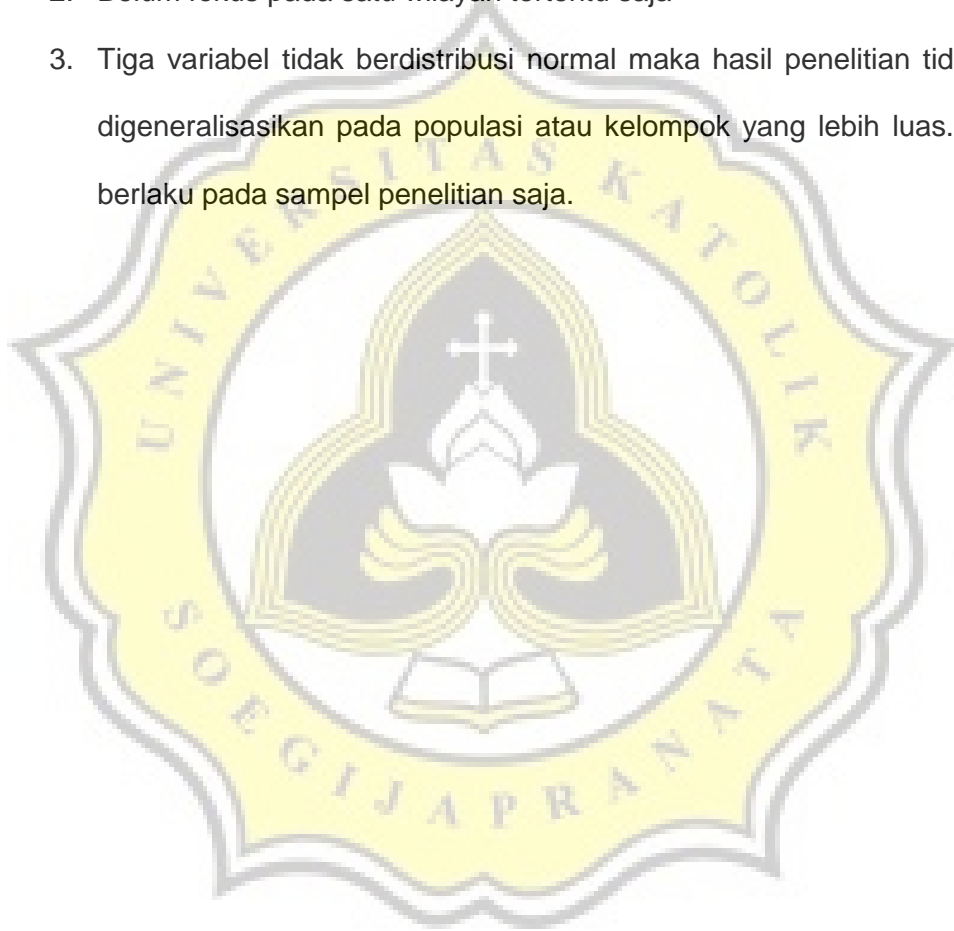 3. Tiga variabel tidak berdistribusi normal maka hasil penelitian tid
digeneralisasikan pada populasi atau kelompok yang lebih luas.
berlaku pada sampel penelitian saja.
UNIVERSITAS KATOLIK
SOEGIJAPRANATA